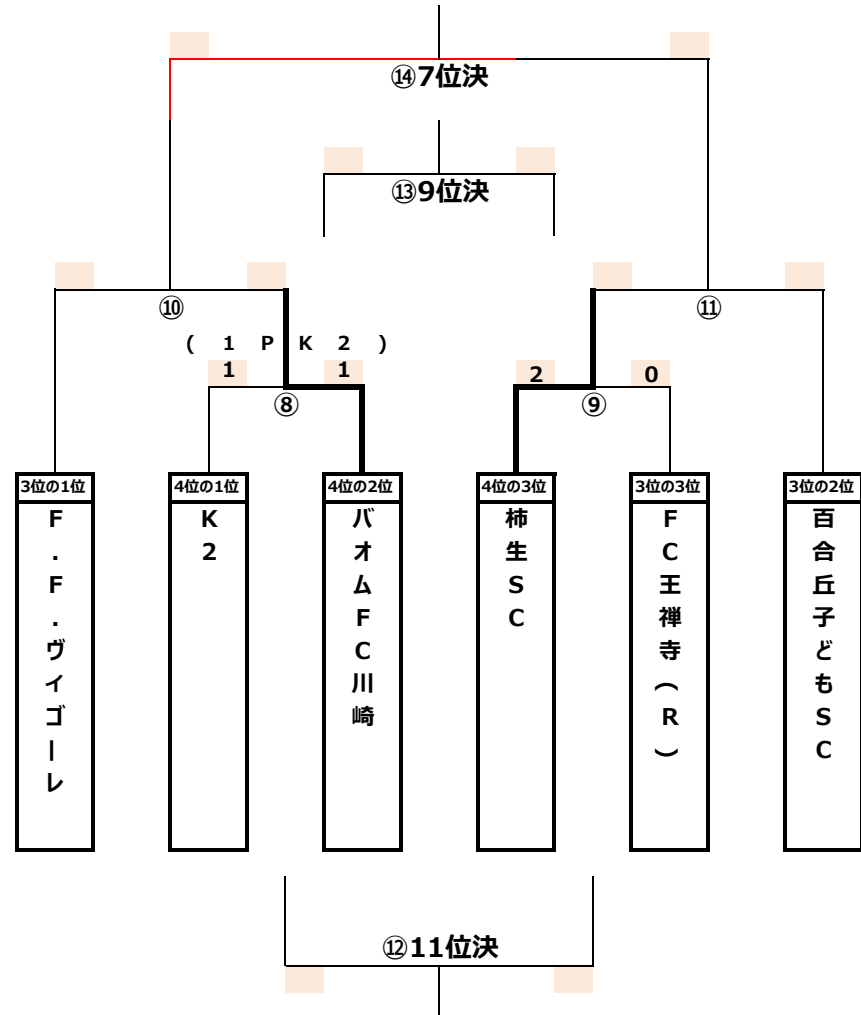 ⑭7位決
⑬9位決
⑩
⑪
( 1 P K 2 )
1
1
2
0
⑧
⑨
3位の1位
4位の1位
4位の2位
4位の3位
3位の3位
3位の2位
F.F.ヴィゴーレ
K2
バオムFC川崎
柿生SC
FC王禅寺(R)
百合丘子どもSC
⑫11位決